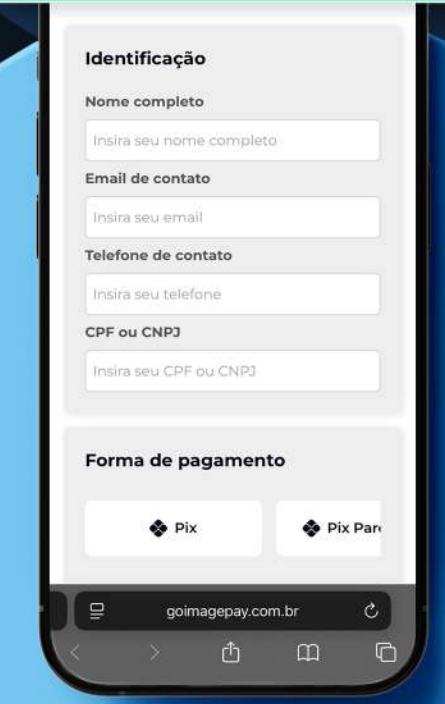 Identificação
Nome completo
Insira seu nome completo
Email de contato
Insira seu email
Telefone de contato
Insira seu telefone
CPF ou CNPJ
Insira seu CPF ou CNPJ
Forma de pagamento
Pix
Pix
goimagepay.com.br